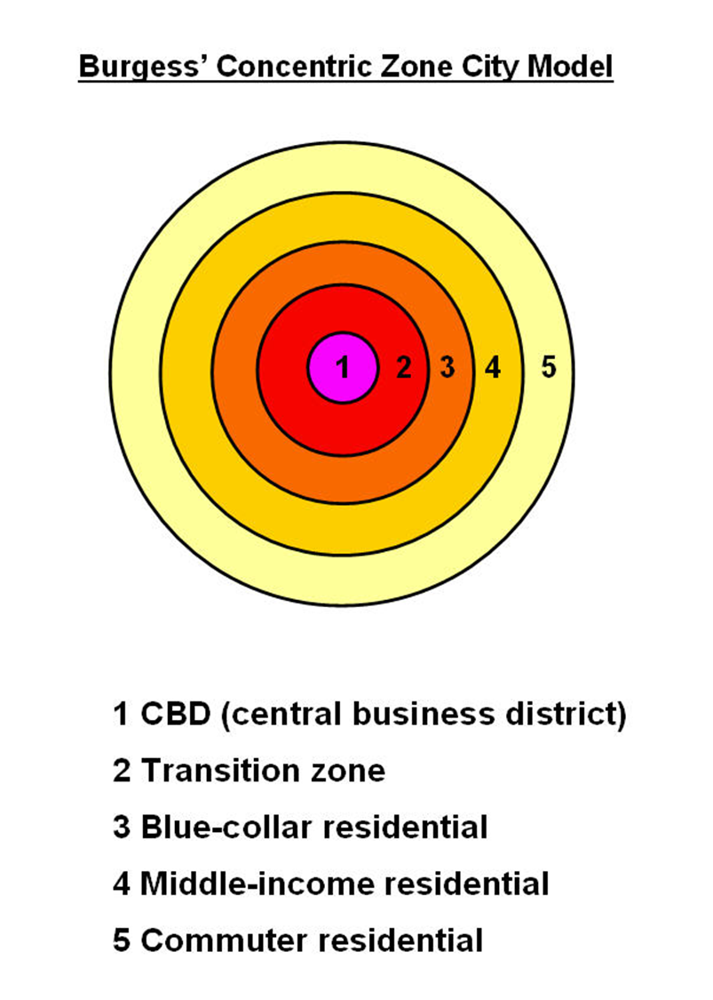 Burgess’ Concentric Zone City Model
1 2 3 4 5
1 CBD (central business district)
2 Transition zone
3 Blue-collar residential
4 Middle-income residential
5 Commuter residential